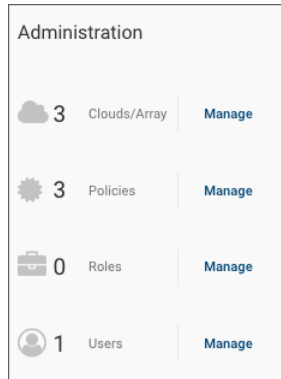 Administration
3 Clouds/Array Manage
3 Policies Manage
0 Roles Manage
1 Users Manage